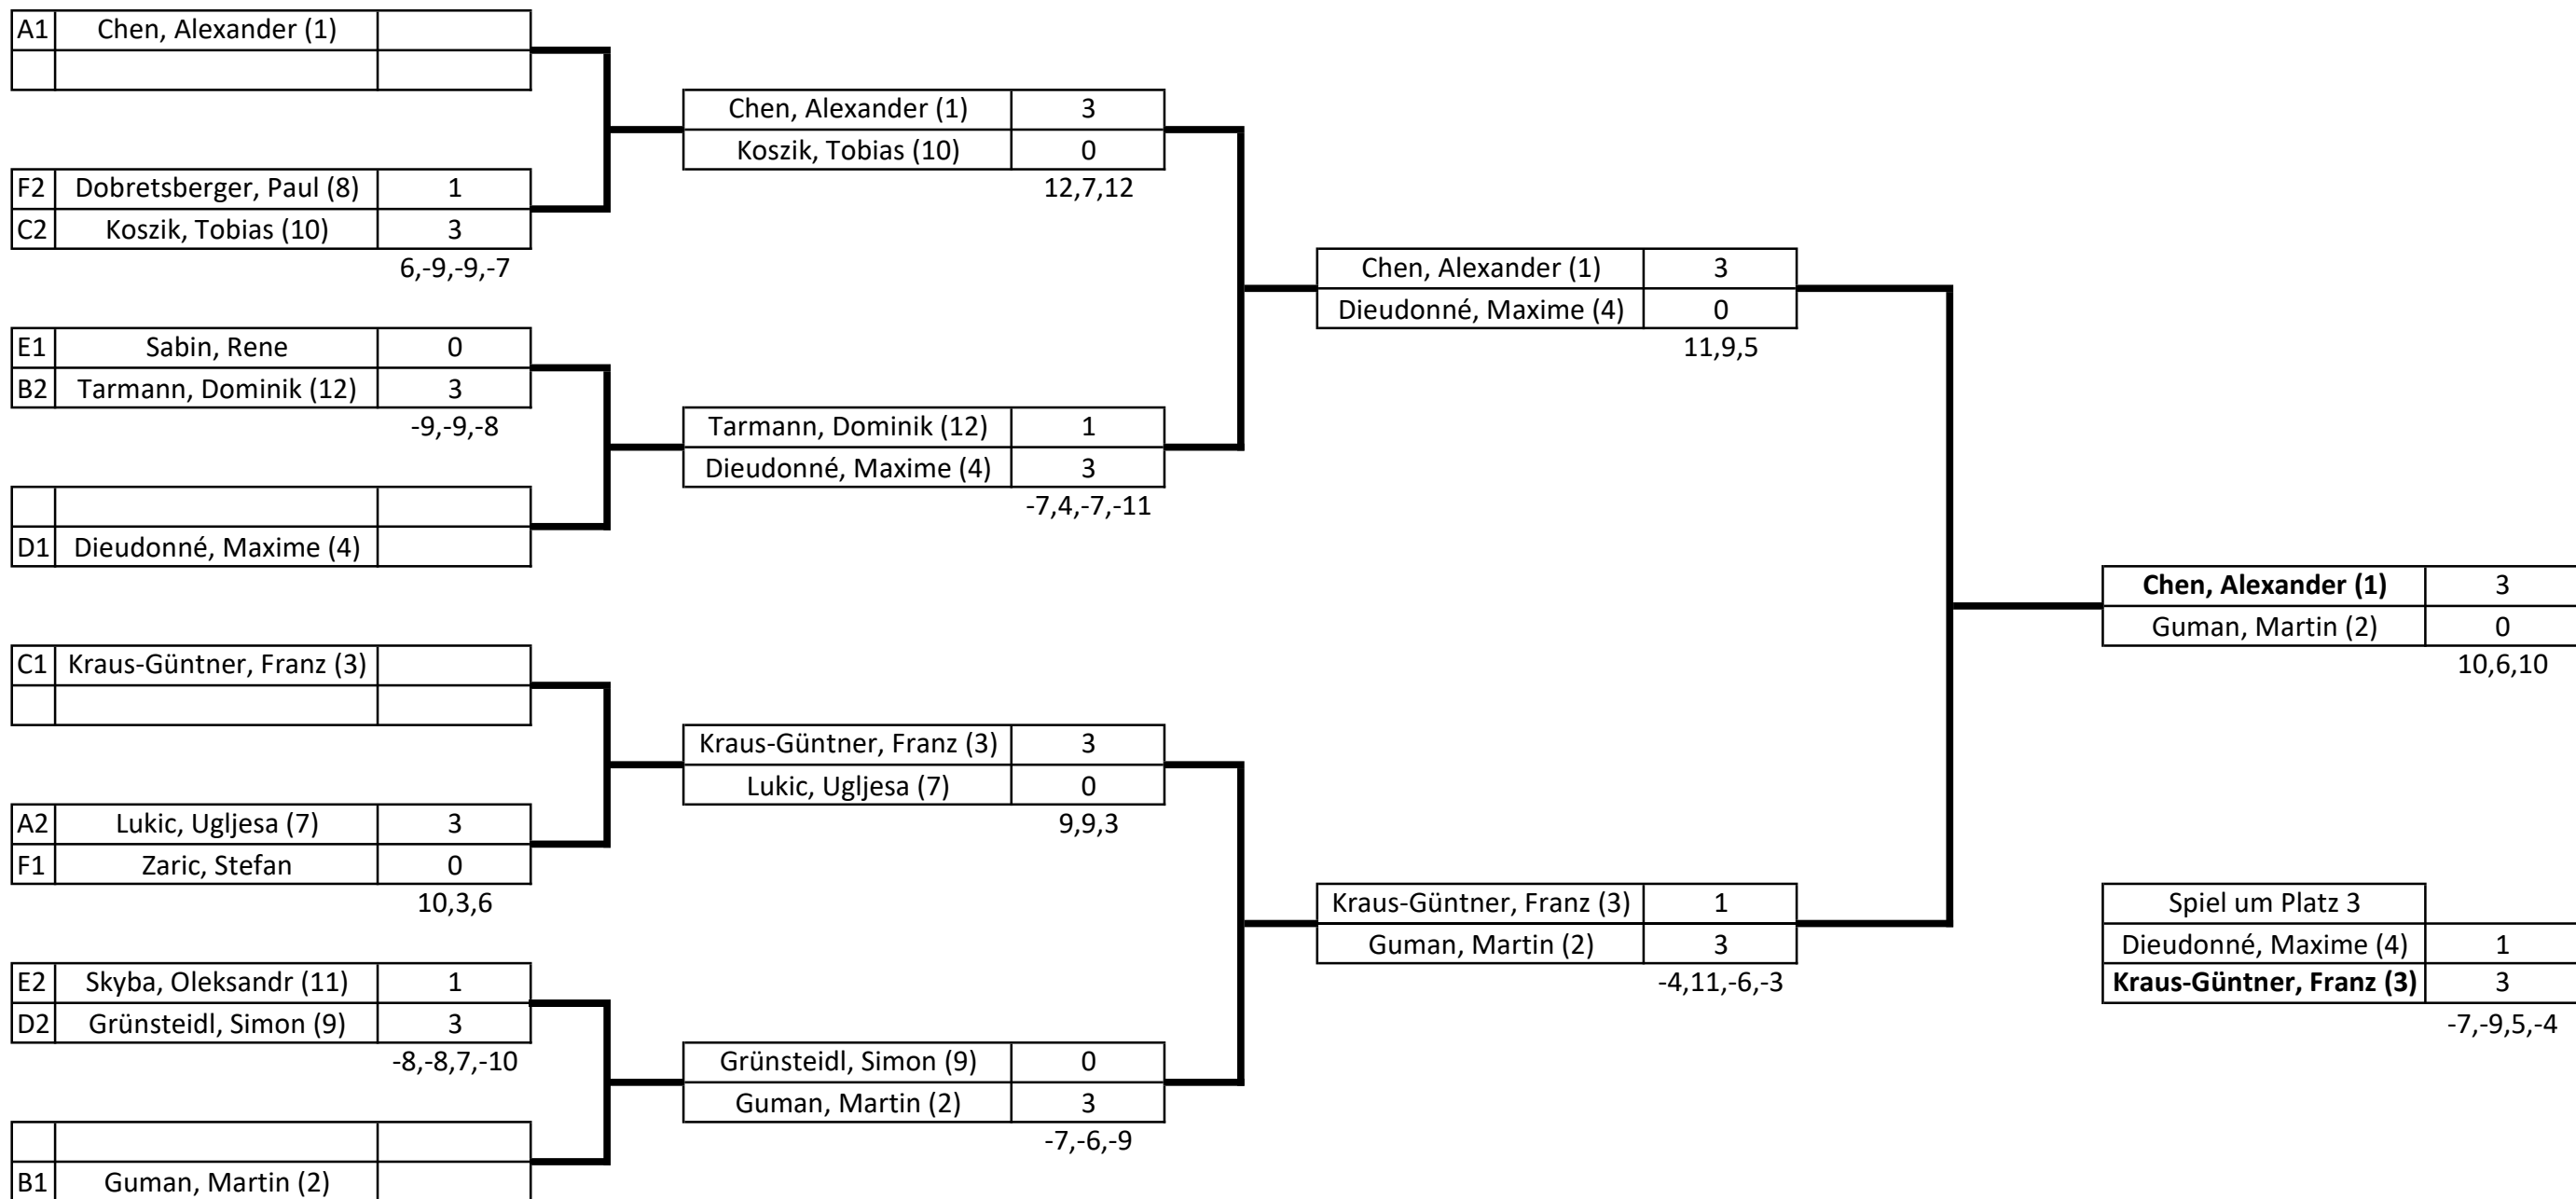 A1 Chen, Alexander (1)
F2 Dobretsberger, Paul (8) 1
C2 Koszik, Tobias (10) 3
6,-9,-9,-7
E1 Sabin, Rene 0
B2 Tarmann, Dominik (12) 3
-9,-9,-8
D1 Dieudonné, Maxime (4)
C1 Kraus-Güntner, Franz (3)
A2 Lukic, Ugljesa (7) 3
F1 Zaric, Stefan 0
10,3,6
E2 Skyba, Oleksandr (11) 1
D2 Grünsteidl, Simon (9) 3
-8,-8,7,-10
B1 Guman, Martin (2)
Chen, Alexander (1) 3
Koszik, Tobias (10) 0
12,7,12
Tarmann, Dominik (12) 1
Dieudonné, Maxime (4) 3
-7,4,-7,-11
Kraus-Güntner, Franz (3) 3
Lukic, Ugljesa (7) 0
9,9,3
Grünsteidl, Simon (9) 0
Guman, Martin (2) 3
-7,-6,-9
Chen, Alexander (1) 3
Dieudonné, Maxime (4) 0
11,9,5
Kraus-Güntner, Franz (3) 1
Guman, Martin (2) 3
-4,11,-6,-3
Chen, Alexander (1) 3
Guman, Martin (2) 0
10,6,10
Spiel um Platz 3
Dieudonné, Maxime (4) 1
Kraus-Güntner, Franz (3) 3
-7,-9,5,-4